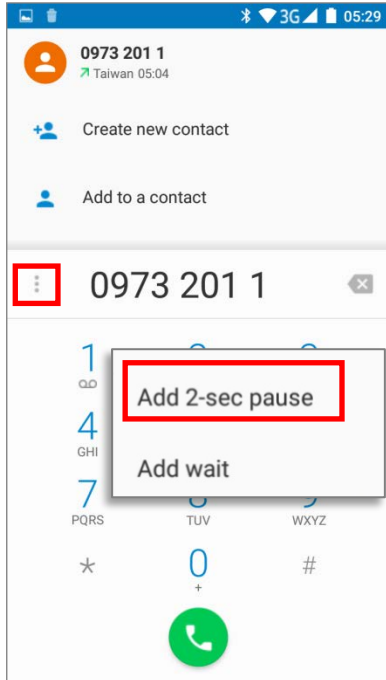 3G 05:29
0973 201 1
Taiwan 05:04
Create new contact
Add to a contact
0973 201 1
1
Add 2-sec pause
4
GHI
Add wait
7
PQRS TUV WXYZ
* 0 #
+